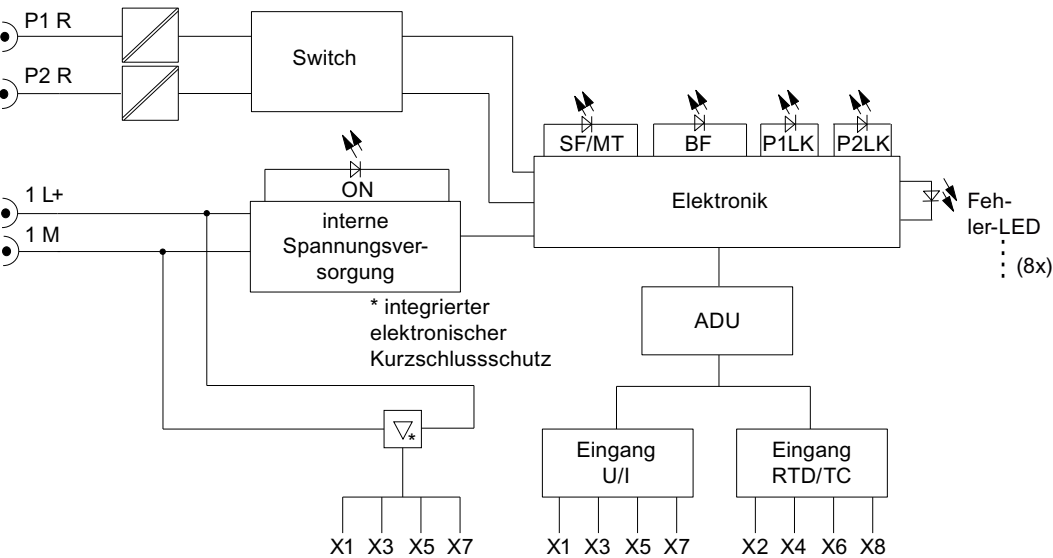 P1 R
P2 R
Switch
SF/MT
BF
P1LK
P2LK
ON
Elektronik
1 L+
1 M
interne
Spannungsver-
sorgung
Feh-
ler-LED
(8x)
* integrierter
elektronischer
Kurzschlussschutz
ADU
*
Eingang
U/I
Eingang
RTD/TC
X1 X3 X5 X7
X1 X3 X5 X7
X2 X4 X6 X8